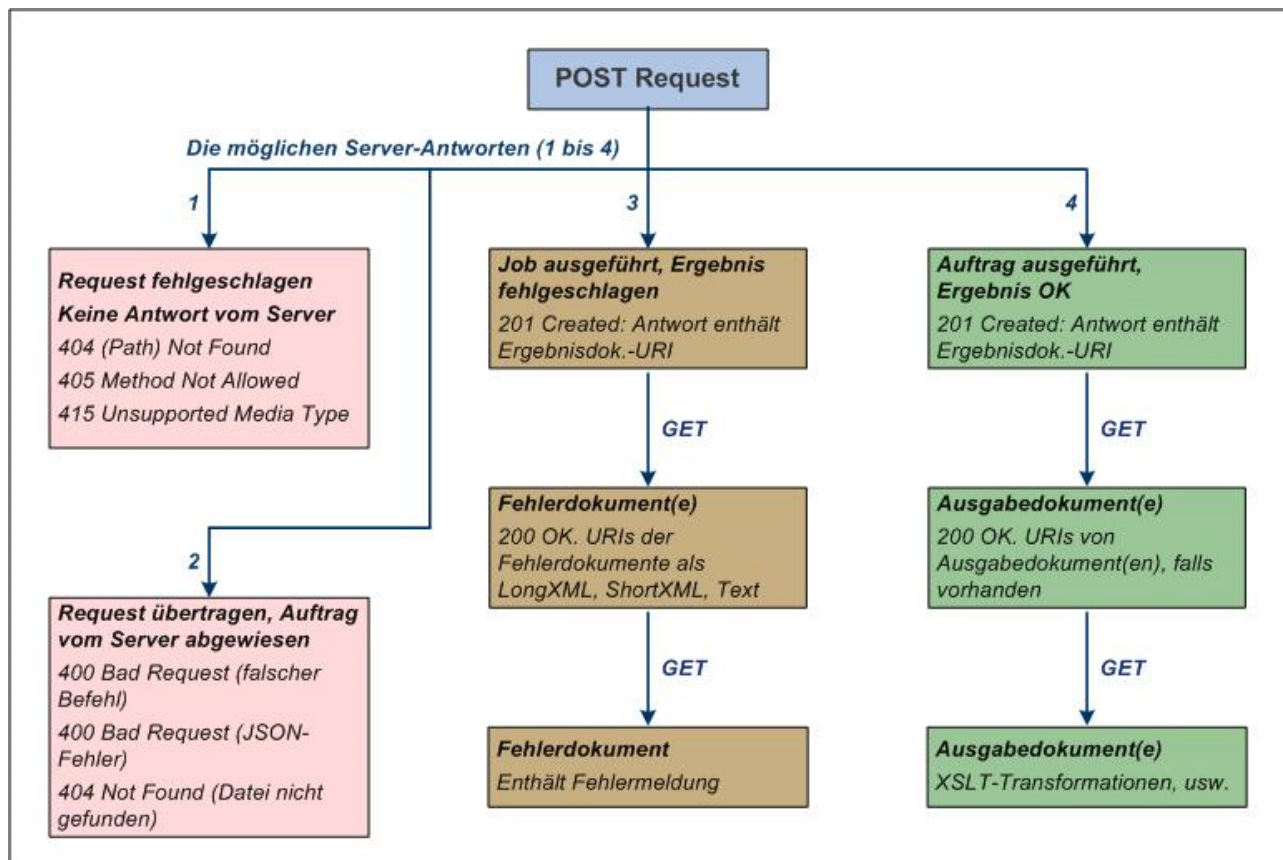 POST Request
Die möglichen Server-Antworten (1 bis 4)
1
Request fehlgeschlagen
Keine Antwort vom Server
404 (Path) Not Found
405 Method Not Allowed
415 Unsupported Media Type
2
Request übertragen, Auftrag
vom Server abgewiesen
400 Bad Request (falscher
Befehl)
400 Bad Request (JSON-
Fehler)
404 Not Found (Datei nicht
gefunden)
3
Job ausgeführt, Ergebnis
fehlgeschlagen
201 Created: Antwort enthält
Ergebnisdok.-URI
GET
Fehlerdokument(e)
200 OK. URIs der
Fehlerdokumente als
LongXML, ShortXML, Text
GET
Fehlerdokument
Enthält Fehlermeldung
4
Auftrag ausgeführt,
Ergebnis OK
201 Created: Antwort enthält
Ergebnisdok.-URI
GET
Ausgabedokument(e)
200 OK. URIs von
Ausgabedokument(en), falls
vorhanden
GET
Ausgabedokument(e)
XSLT-Transformationen, usw.